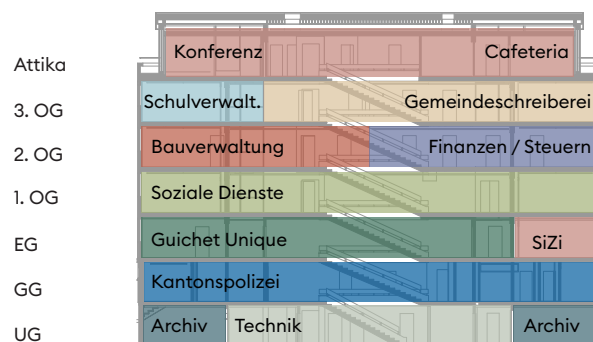 Attika Konferenz Cafeteria
3. OG Schulverwalt. Gemeindeschreiberei
2. OG Bauverwaltung Finanzen / Steuern
1. OG Soziale Dienste
EG Guichet Unique SiZi
GG Kantonspolizei
UG Archiv Technik Archiv